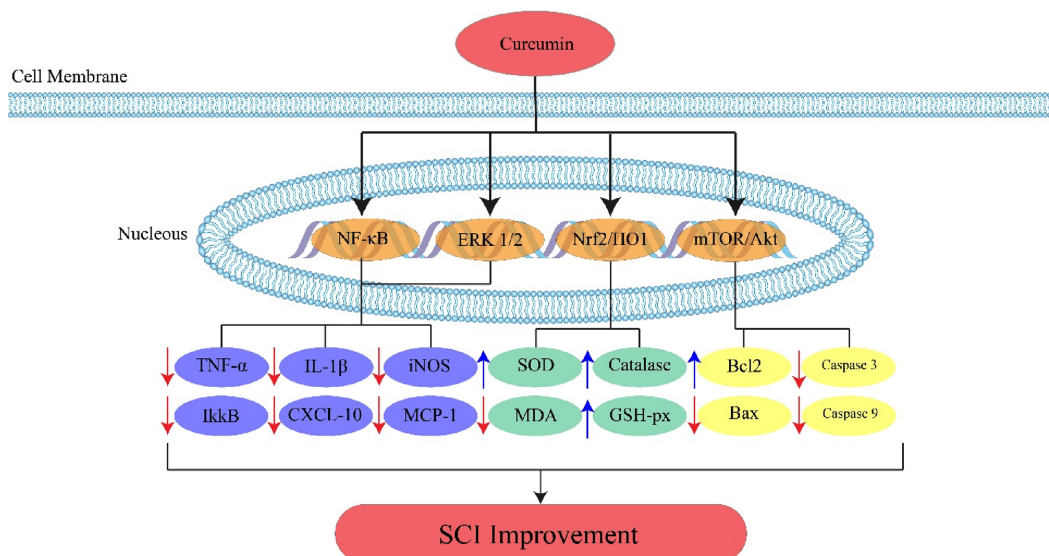 Curcumin
Cell Membrane
Nucleous
NF-κB
ERK 1/2
Nrf2/HO1
mTOR/Akt
TNF-α
IL-1β
iNOS
SOD
Catalase
Bcl2
Caspase 3
IkkB
CXCL-10
MCP-1
MDA
GSH-px
Bax
Caspase 9
SCI Improvement